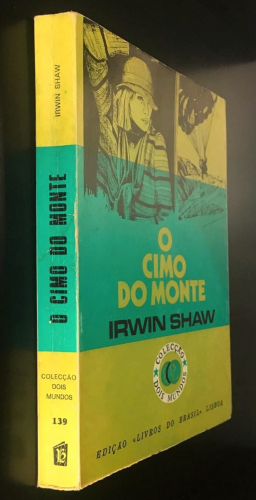 IRWIN SHAW
O CIMO DO MONTE
COLECÇÃO
DOIS
MUNDOS
139
O
CIMO
DO MONTE
IRWIN SHAW
COLECÇÃO
DOIS MUNDOS
EDIÇÃO «LIVROS DO BRASIL» LISBOA